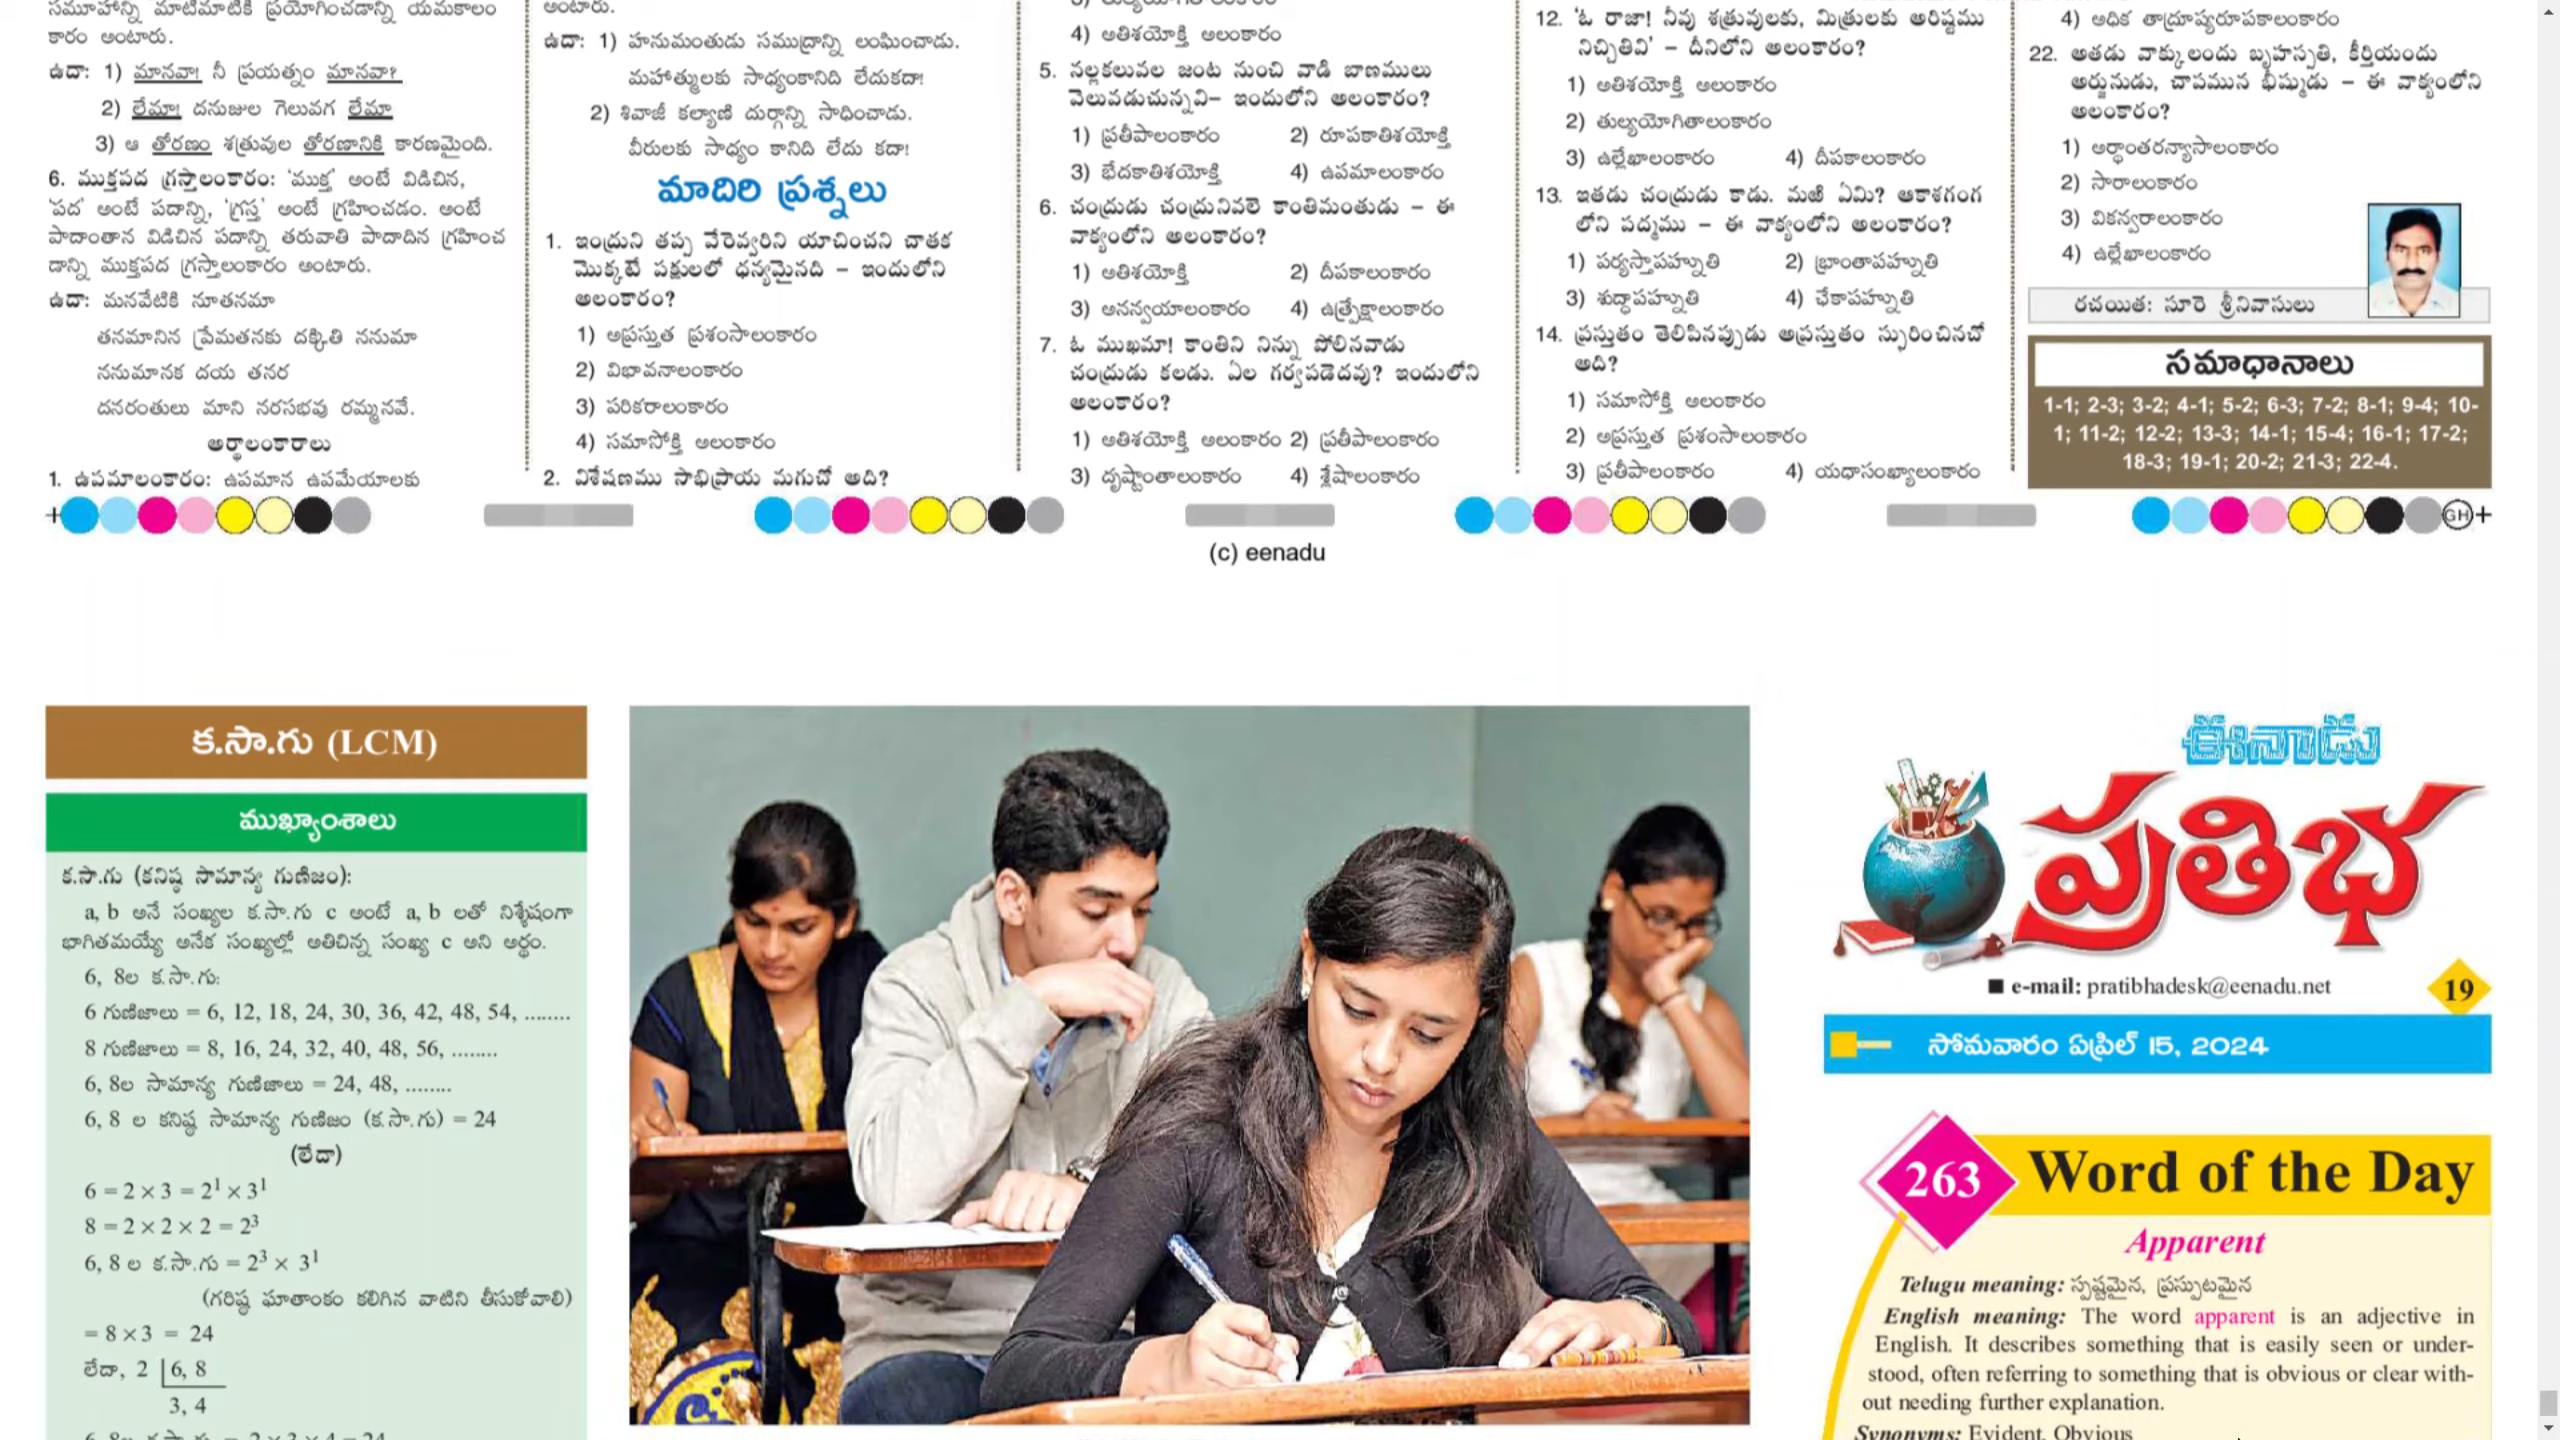 సమూహాన్ని మాటిమాటికి ప్రయోగించడాన్ని యమకాలం
కారం అంటారు.
ఉదా: 1) మానవా! నీ ప్రయత్నం మానవా?
2) లేమా! దనుజుల గెలువగ లేమా
3) ఆ తోరణం శత్రువుల తోరణానికి కారణమైంది.
6. ముక్తపద గ్రస్తాలంకారం: 'ముక్త' అంటే విడిచిన,
'పద' అంటే పదాన్ని, 'గ్రస్త' అంటే గ్రహించడం. అంటే
పాదాంతాన విడిచిన పదాన్ని తరువాతి పాదాదిన గ్రహించ
డాన్ని ముక్తపద గ్రస్తాలంకారం అంటారు.
ఉదా: మనవేటికి నూతనమా
తనమానిన ప్రేమతనకు దక్కితి ననుమా
ననుమానక దయ తనర
దనరంతులు మాని నరసభవు రమ్మనవే.
అర్థాలంకారాలు
1. ఉపమాలంకారం: ఉపమాన ఉపమేయాలకు
అంటారు.
ఉదా: 1) హనుమంతుడు సముద్రాన్ని లంఘించాడు.
మహాత్ములకు సాధ్యంకానిది లేదుకదా!
2) శివాజీ కల్యాణి దుర్గాన్ని సాధించాడు.
వీరులకు సాధ్యం కానిది లేదు కదా!
మాదిరి ప్రశ్నలు
1. ఇంద్రుని తప్ప వేరెవ్వరిని యాచించని చాతక
మొక్కటే పక్షులలో ధన్యమైనది – ఇందులోని
అలంకారం?
1) అప్రస్తుత ప్రశంసాలంకారం
2) విభావనాలంకారం
3) పరికరాలంకారం
4) సమాసోక్తి అలంకారం
2. విశేషణము సాభిప్రాయ మగుచో అది?
4) అతిశయోక్తి అలంకారం
5. నల్లకలువల జంట నుంచి వాడి బాణములు
వెలువడుచున్నవి– ఇందులోని అలంకారం?
1) ప్రతీపాలంకారం 2) రూపకాతిశయోక్తి
3) భేదకాతిశయోక్తి 4) ఉపమాలంకారం
6. చంద్రుడు చంద్రునివలె కాంతిమంతుడు – ఈ
వాక్యంలోని అలంకారం?
1) అతిశయోక్తి 2) దీపకాలంకారం
3) అనన్వయాలంకారం 4) ఉత్ప్రేక్షాలంకారం
7. ఓ ముఖమా! కాంతిని నిన్ను పోలినవాడు
చంద్రుడు కలడు. ఏల గర్వపడెదవు? ఇందులోని
అలంకారం?
1) అతిశయోక్తి అలంకారం 2) ప్రతీపాలంకారం
3) దృష్టాంతాలంకారం 4) శ్లేషాలంకారం
12. 'ఓ రాజా! నీవు శత్రువులకు, మిత్రులకు అరిష్టము
నిచ్చితివి' – దీనిలోని అలంకారం?
1) అతిశయోక్తి అలంకారం
2) తుల్యయోగితాలంకారం
3) ఉల్లేఖాలంకారం 4) దీపకాలంకారం
13. ఇతడు చంద్రుడు కాడు. మఱి ఏమి? ఆకాశగంగ
లోని పద్మము – ఈ వాక్యంలోని అలంకారం?
1) పర్యస్తాపహ్నుతి 2) భ్రాంతాపహ్నుతి
3) శుద్ధాపహ్నుతి 4) ఛేకాపహ్నుతి
14. ప్రస్తుతం తెలిపినప్పుడు అప్రస్తుతం స్ఫురించినచో
అది?
1) సమాసోక్తి అలంకారం
2) అప్రస్తుత ప్రశంసాలంకారం
3) ప్రతీపాలంకారం 4) యధాసంఖ్యాలంకారం
4) అధిక తాద్రూప్యరూపకాలంకారం
22. అతడు వాక్కులందు బృహస్పతి, కీర్తియందు
అర్జునుడు, చాపమున భీష్ముడు – ఈ వాక్యంలోని
అలంకారం?
1) అర్థాంతరన్యాసాలంకారం
2) సారాలంకారం
3) వికస్వరాలంకారం
4) ఉల్లేఖాలంకారం
రచయిత: సూరె శ్రీనివాసులు
సమాధానాలు
1-1; 2-3; 3-2; 4-1; 5-2; 6-3; 7-2; 8-1; 9-4; 10-
1; 11-2; 12-2; 13-3; 14-1; 15-4; 16-1; 17-2;
18-3; 19-1; 20-2; 21-3; 22-4.
GH
(c) eenadu
క.సా.గు (LCM)
ముఖ్యాంశాలు
క.సా.గు (కనిష్ఠ సామాన్య గుణిజం):
a, b అనే సంఖ్యల క.సా.గు c అంటే a, b లతో నిశ్శేషంగా
భాగితమయ్యే అనేక సంఖ్యల్లో అతిచిన్న సంఖ్య c అని అర్థం.
6, 8ల క.సా.గు:
6 గుణిజాలు = 6, 12, 18, 24, 30, 36, 42, 48, 54, ........
8 గుణిజాలు = 8, 16, 24, 32, 40, 48, 56, ........
6, 8ల సామాన్య గుణిజాలు = 24, 48, ........
6, 8 ల కనిష్ఠ సామాన్య గుణిజం (క.సా.గు) = 24
(లేదా)
6 = 2 × 3 = 2¹ × 3¹
8 = 2 × 2 × 2 = 2³
6, 8 ల క.సా.గు = 2³ × 3¹
(గరిష్ఠ ఘాతాంకం కలిగిన వాటిని తీసుకోవాలి)
= 8 × 3 = 24
లేదా, 2 | 6, 8
3, 4
ఈనాడు
ప్రతిభ
■ e-mail: pratibhadesk@eenadu.net
19
సోమవారం ఏప్రిల్ 15, 2024
263 Word of the Day
Apparent
Telugu meaning: స్పష్టమైన, ప్రస్ఫుటమైన
English meaning: The word apparent is an adjective in
English. It describes something that is easily seen or under-
stood, often referring to something that is obvious or clear with-
out needing further explanation.
Synonyms: Evident, Obvious